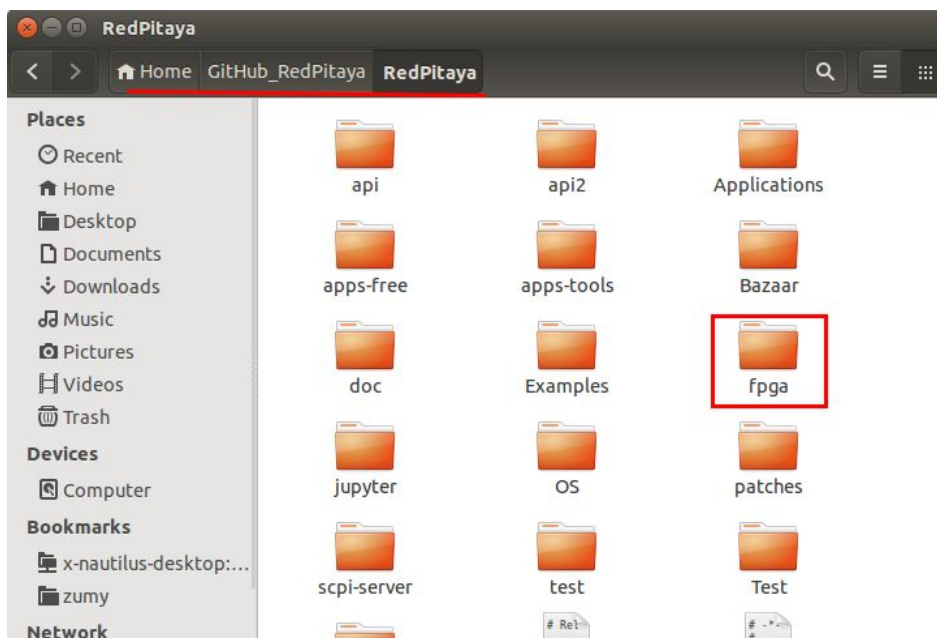 RedPitaya
Home GitHub_RedPitaya RedPitaya
Places
Recent
Home
Desktop
Documents
Downloads
Music
Pictures
Videos
Trash
Devices
Computer
Bookmarks
x-nautilus-desktop:...
zumy
Network
api api2 Applications
apps-free apps-tools Bazaar
doc Examples fpga
jupyter OS patches
scpi-server test Test
# Rel # -*-
#